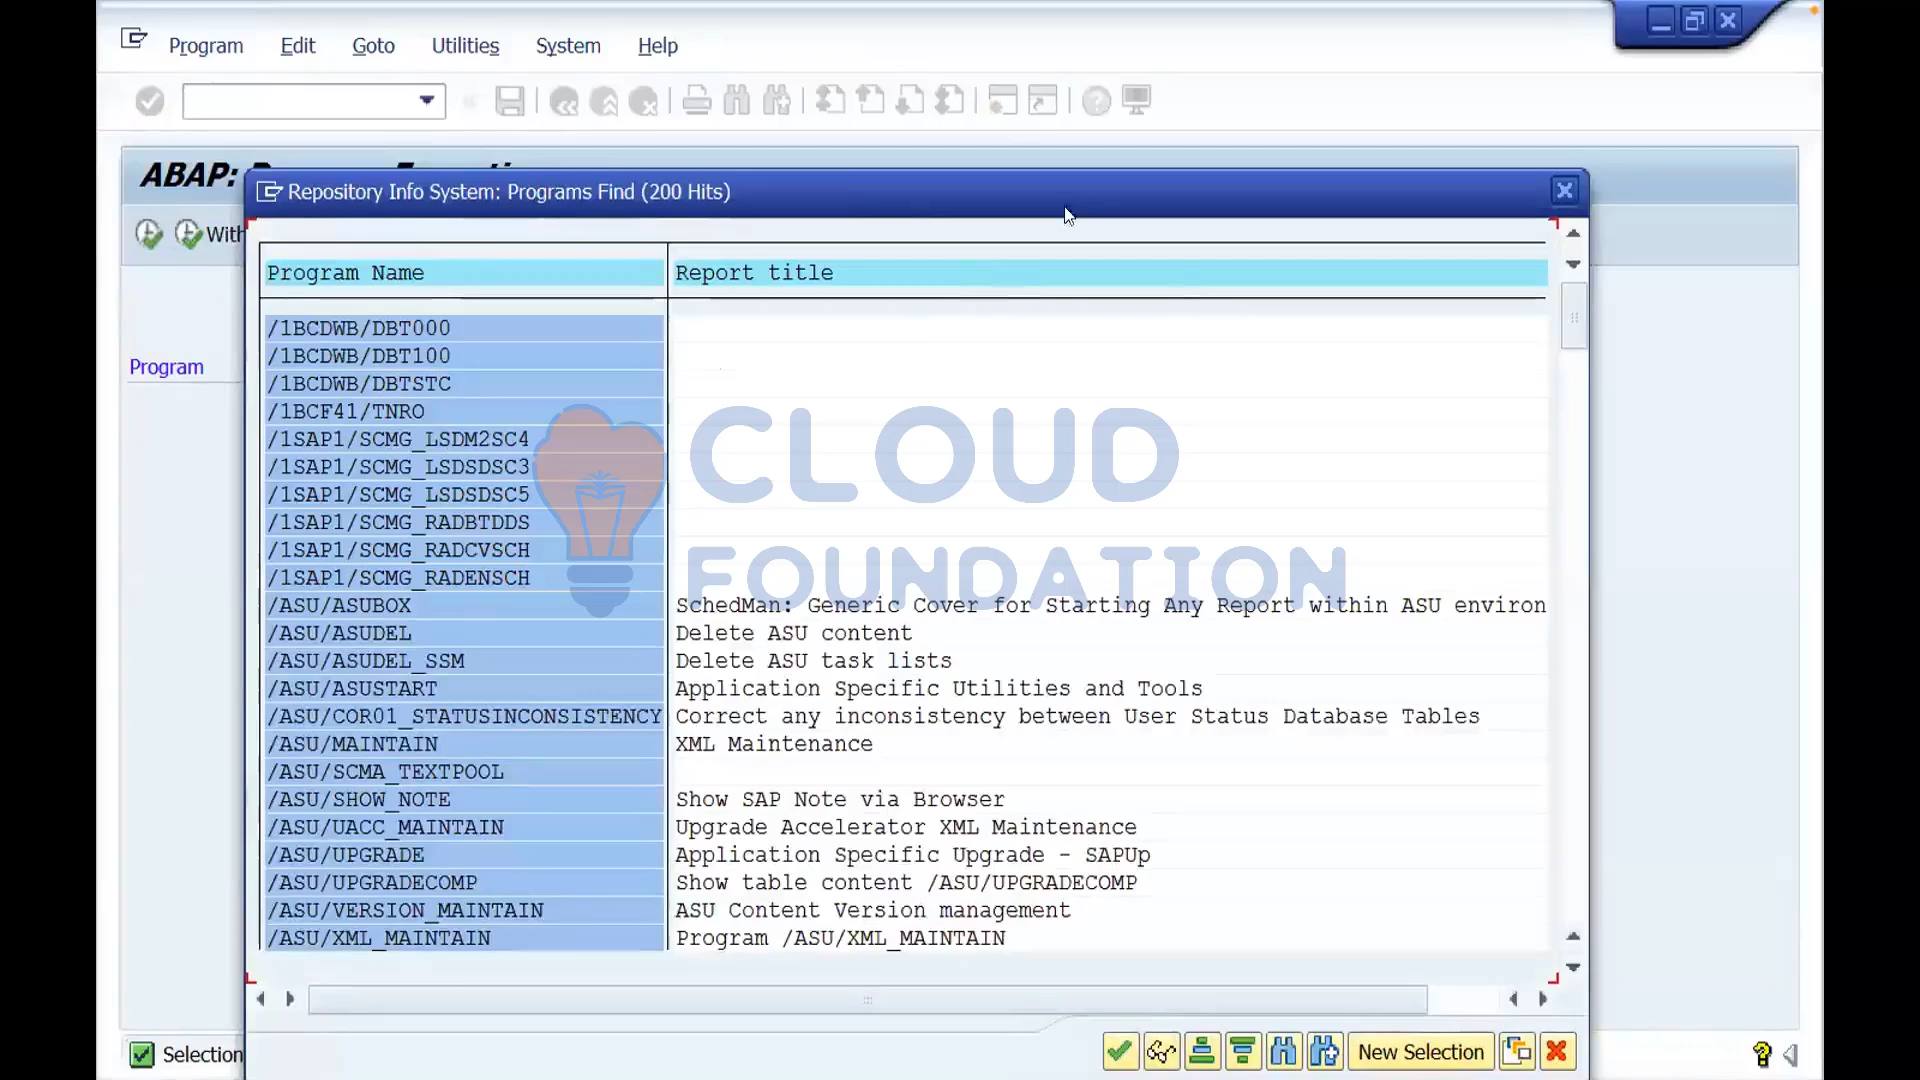 Program Edit Goto Utilities System Help
ABAP:
Repository Info System: Programs Find (200 Hits)
With
Program Name Report title
/1BCDWB/DBT000
/1BCDWB/DBT100
Program
/1BCDWB/DBTSTC
/1BCF41/TNRO
/1SAP1/SCMG_LSDM2SC4
/1SAP1/SCMG_LSDSDSC3
/1SAP1/SCMG_LSDSDSC5
/1SAP1/SCMG_RADBTDDS
/1SAP1/SCMG_RADCVSCH
/1SAP1/SCMG_RADENSCH
CLOUD
FOUNDATION
/ASU/ASUBOX SchedMan: Generic Cover for Starting Any Report within ASU environ
/ASU/ASUDEL Delete ASU content
/ASU/ASUDEL_SSM Delete ASU task lists
/ASU/ASUSTART Application Specific Utilities and Tools
/ASU/COR01_STATUSINCONSISTENCY Correct any inconsistency between User Status Database Tables
/ASU/MAINTAIN XML Maintenance
/ASU/SCMA_TEXTPOOL
/ASU/SHOW_NOTE Show SAP Note via Browser
/ASU/UACC_MAINTAIN Upgrade Accelerator XML Maintenance
/ASU/UPGRADE Application Specific Upgrade - SAPUp
/ASU/UPGRADECOMP Show table content /ASU/UPGRADECOMP
/ASU/VERSION_MAINTAIN ASU Content Version management
/ASU/XML_MAINTAIN Program /ASU/XML_MAINTAIN
Selection New Selection